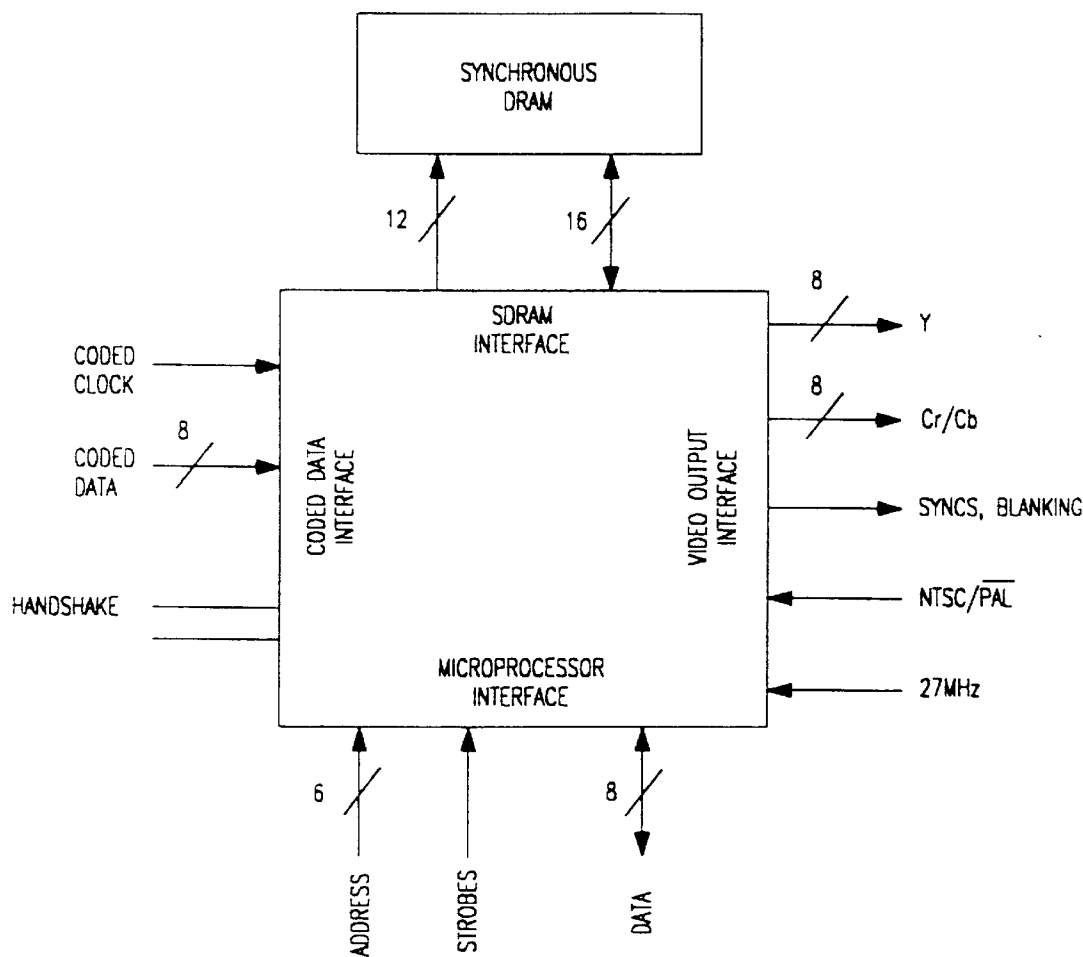 SYNCHRONOUS
DRAM
12
16
SDRAM
INTERFACE
8
Y
CODED
CLOCK
8
Cr/Cb
CODED
DATA
8
CODED DATA
INTERFACE
VIDEO OUTPUT
INTERFACE
SYNCS, BLANKING
HANDSHAKE
NTSC/P̅A̅L̅
MICROPROCESSOR
INTERFACE
27MHz
6
8
ADDRESS
STROBES
DATA